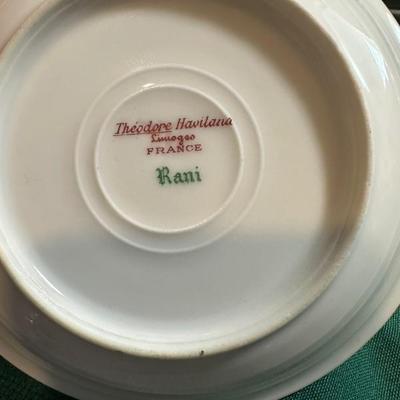 Théodore Haviland
Limoges
FRANCE
Rani